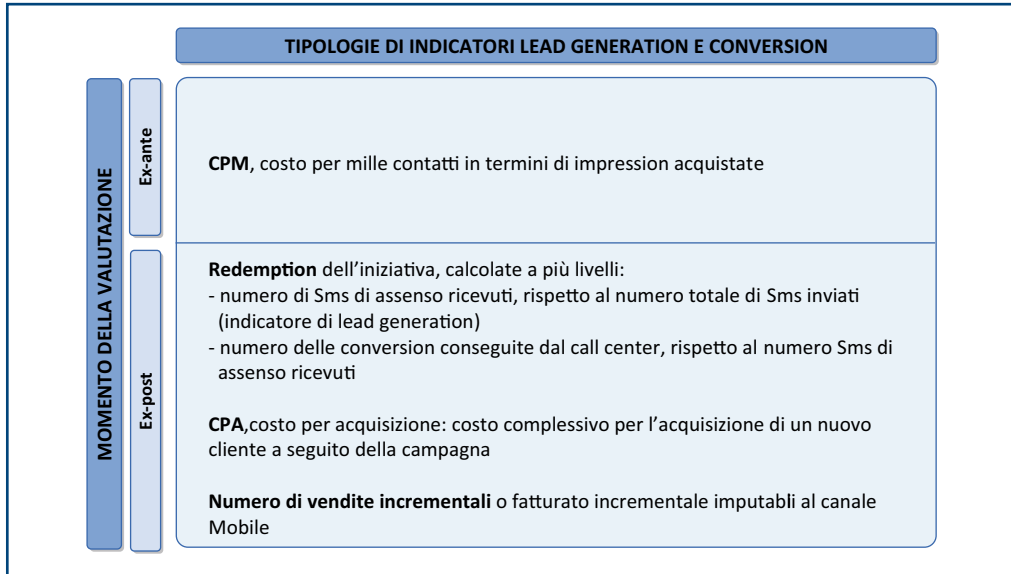 TIPOLOGIE DI INDICATORI LEAD GENERATION E CONVERSION
MOMENTO DELLA VALUTAZIONE
Ex-ante
CPM, costo per mille contatti in termini di impression acquistate
Ex-post
Redemption dell'iniziativa, calcolate a più livelli:
- numero di Sms di assenso ricevuti, rispetto al numero totale di Sms inviati
(indicatore di lead generation)
- numero delle conversion conseguite dal call center, rispetto al numero Sms di
assenso ricevuti
CPA,costo per acquisizione: costo complessivo per l'acquisizione di un nuovo
cliente a seguito della campagna
Numero di vendite incrementali o fatturato incrementale imputabili al canale
Mobile